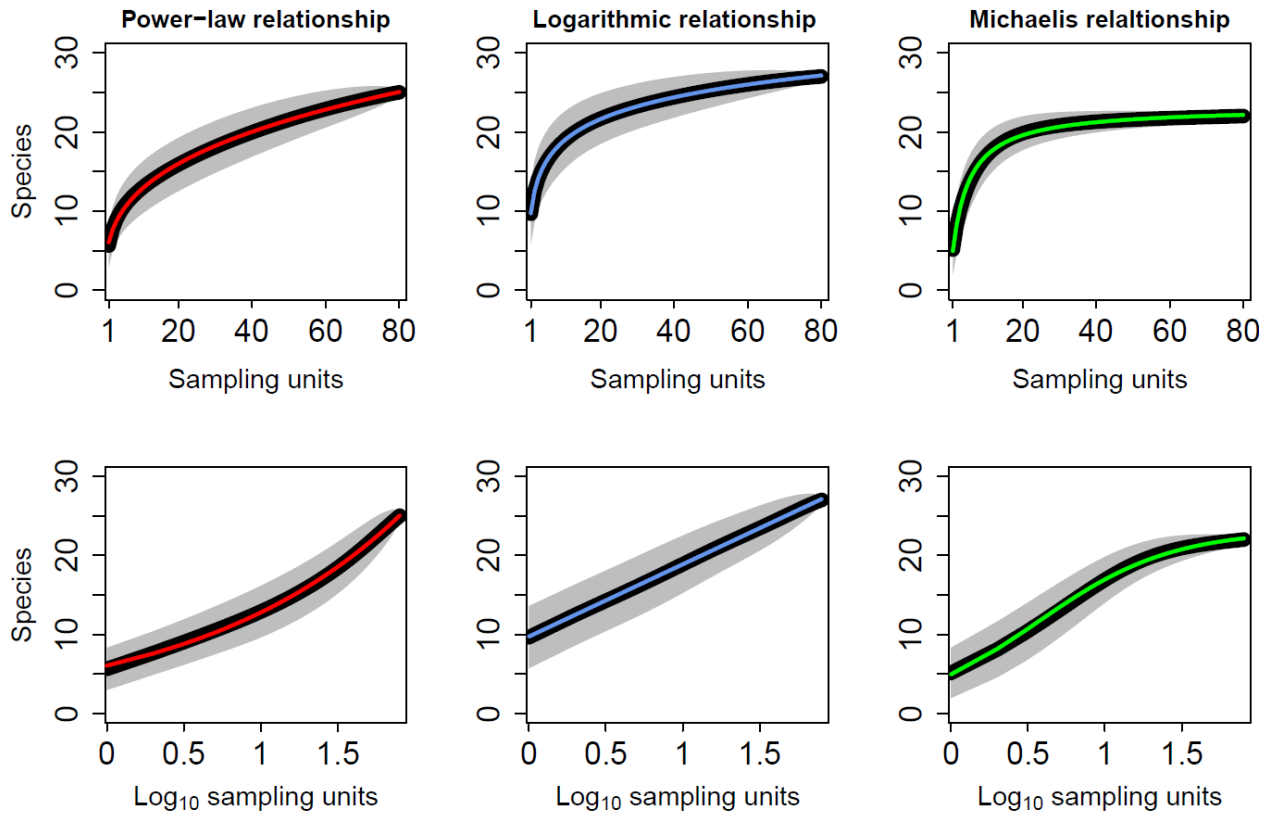 Power−law relationship
Logarithmic relationship
Michaelis relaltionship
Species
0 10 20 30
1 20 40 60 80
Sampling units
0 10 20 30
1 20 40 60 80
Sampling units
0 10 20 30
1 20 40 60 80
Sampling units
Species
0 10 20 30
0 0.5 1 1.5
Log₁₀ sampling units
0 10 20 30
0 0.5 1 1.5
Log₁₀ sampling units
0 10 20 30
0 0.5 1 1.5
Log₁₀ sampling units